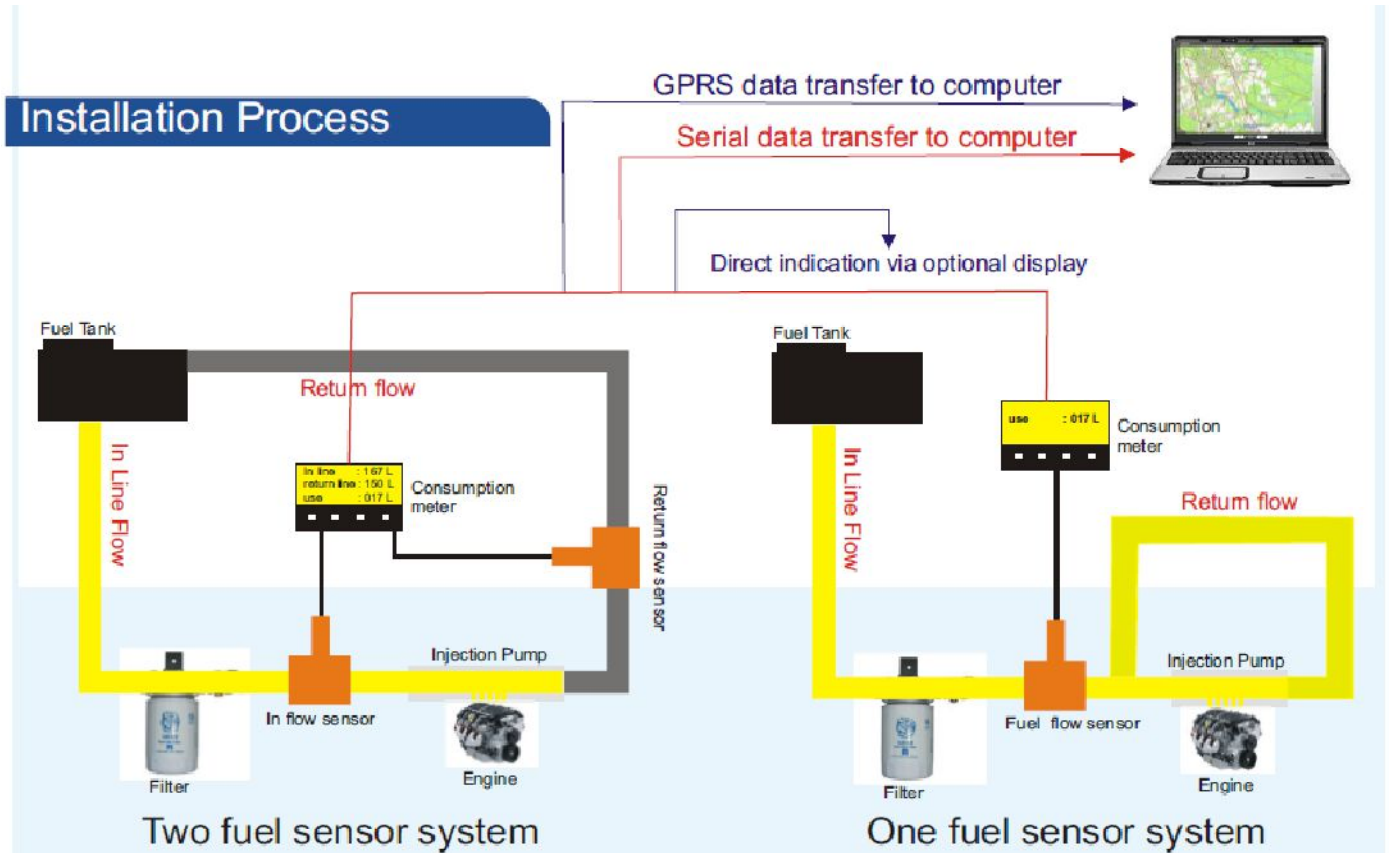 Installation Process
GPRS data transfer to computer
Serial data transfer to computer
Direct indication via optional display
Fuel Tank
Return flow
In Line Flow
In line : 167 L
return line : 150 L
use : 017 L
Consumption
meter
Return flow sensor
Injection Pump
In flow sensor
Filter
Engine
Two fuel sensor system
Fuel Tank
In Line Flow
use : 017 L
Consumption
meter
Return flow
Injection Pump
Fuel flow sensor
Filter
Engine
One fuel sensor system